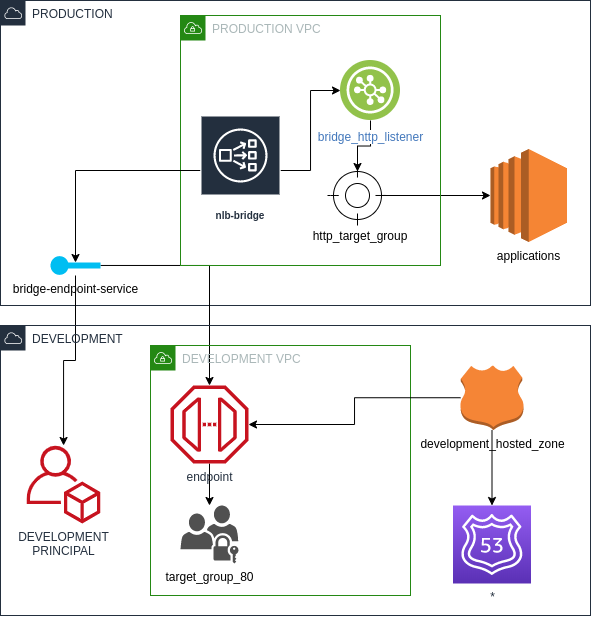 PRODUCTION
PRODUCTION VPC
bridge_http_listener
nlb-bridge
http_target_group
applications
bridge-endpoint-service
DEVELOPMENT
DEVELOPMENT VPC
development_hosted_zone
endpoint
53
DEVELOPMENT
PRINCIPAL
target_group_80
*